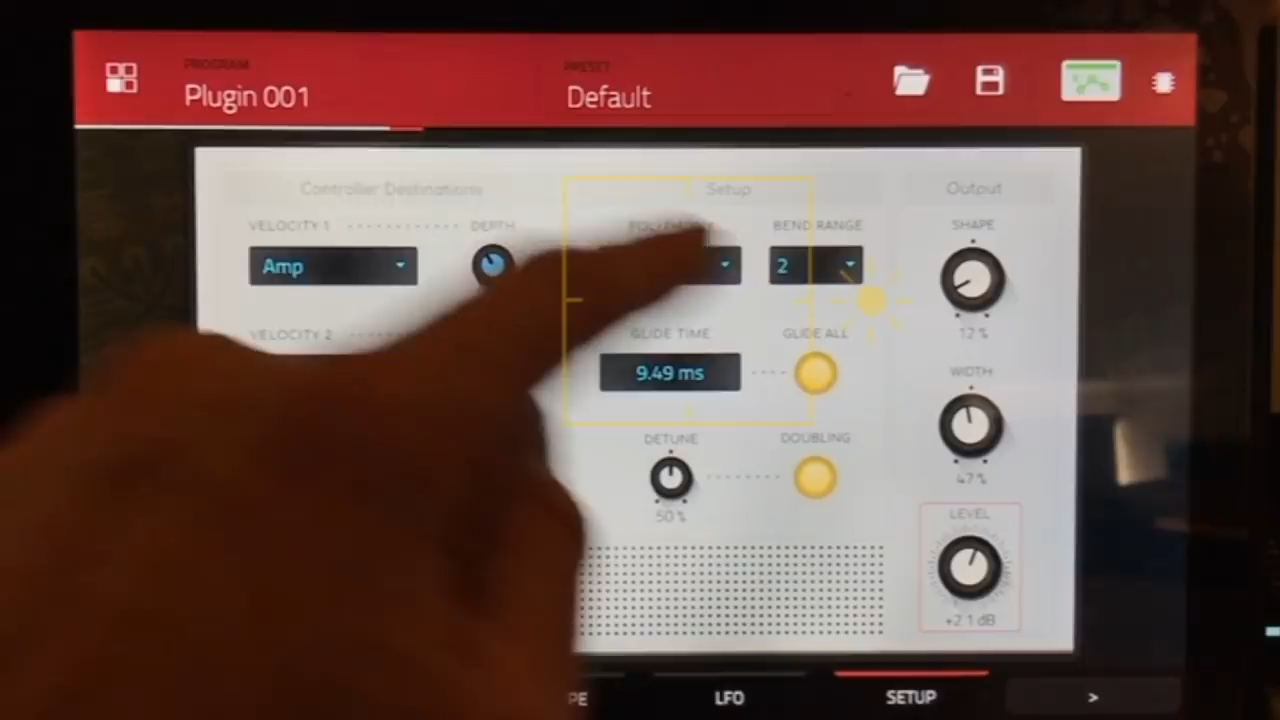 PROGRAM
Plugin 001
PRESET
Default
Controller Destinations
Setup
Output
VELOCITY 1
DEPTH
BEND RANGE
SHAPE
Amp
2
12 %
VELOCITY 2
GLIDE TIME
GLIDE ALL
9.49 ms
WIDTH
47 %
DETUNE
DOUBLING
50 %
LEVEL
+2.1 dB
LFO
SETUP
>